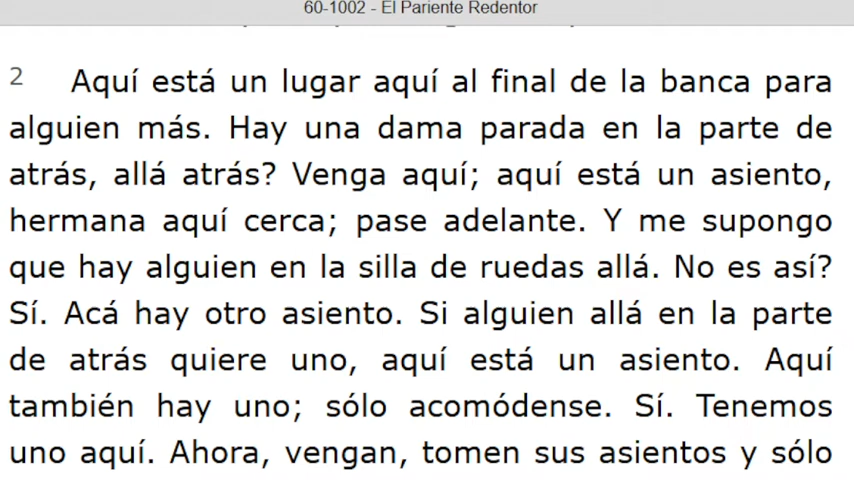 60-1002 - El Pariente Redentor
2 Aquí está un lugar aquí al final de la banca para
alguien más. Hay una dama parada en la parte de
atrás, allá atrás? Venga aquí; aquí está un asiento,
hermana aquí cerca; pase adelante. Y me supongo
que hay alguien en la silla de ruedas allá. No es así?
Sí. Acá hay otro asiento. Si alguien allá en la parte
de atrás quiere uno, aquí está un asiento. Aquí
también hay uno; sólo acomódense. Sí. Tenemos
uno aquí. Ahora, vengan, tomen sus asientos y sólo